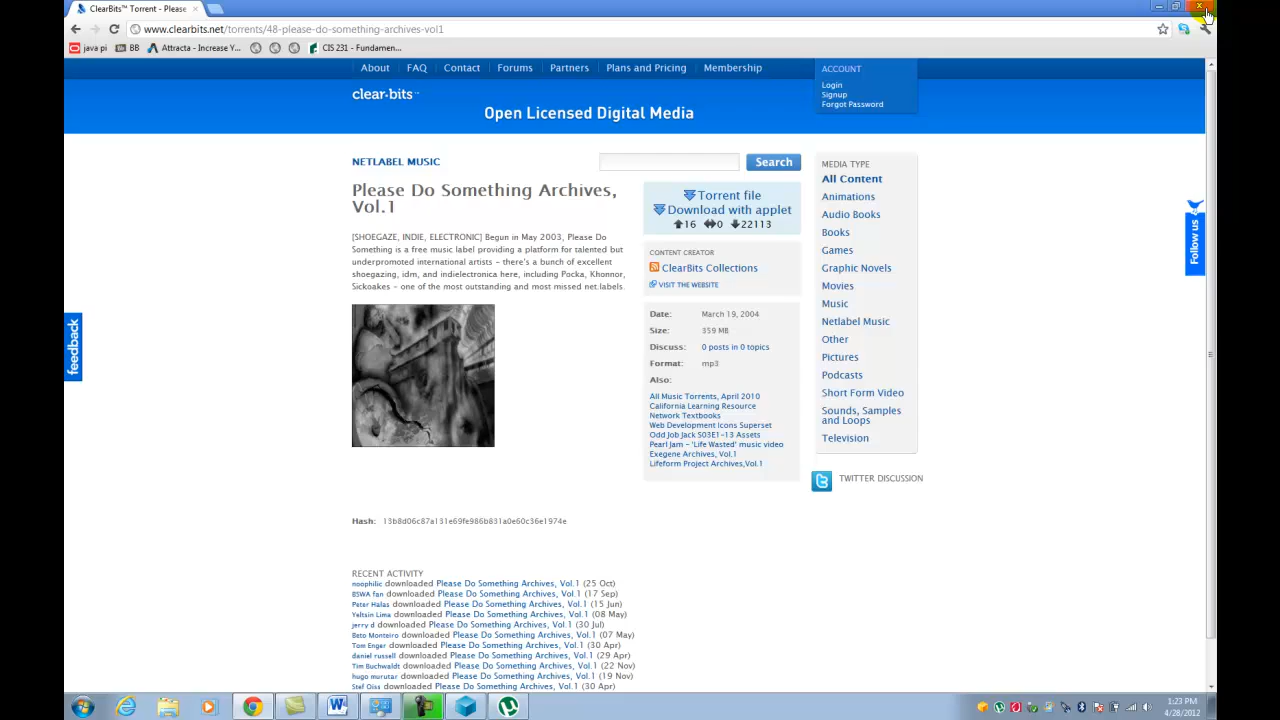 ClearBits™ Torrent - Please
www.clearbits.net/torrents/48-please-do-something-archives-vol1
java pi BB Attracta - Increase Y... CIS 231 - Fundamen...
About FAQ Contact Forums Partners Plans and Pricing Membership
ACCOUNT
Login
Signup
Forgot Password
clear·bits™
Open Licensed Digital Media
NETLABEL MUSIC
Search
Please Do Something Archives,
Vol.1
[SHOEGAZE, INDIE, ELECTRONIC] Begun in May 2003, Please Do
Something is a free music label providing a platform for talented but
underpromoted international artists - there's a bunch of excellent
shoegazing, idm, and indielectronica here, including Pocka, Khonnor,
Sickoakes - one of the most outstanding and most missed net.labels.
Torrent file
Download with applet
16 0 22113
CONTENT CREATOR
ClearBits Collections
VISIT THE WEBSITE
Date: March 19, 2004
Size: 359 MB
Discuss: 0 posts in 0 topics
Format: mp3
Also:
All Music Torrents, April 2010
California Learning Resource
Network Textbooks
Web Development Icons Superset
Odd Job Jack S03E1-13 Assets
Pearl Jam - 'Life Wasted' music video
Exegene Archives, Vol.1
Lifeform Project Archives,Vol.1
MEDIA TYPE
All Content
Animations
Audio Books
Books
Games
Graphic Novels
Movies
Music
Netlabel Music
Other
Pictures
Podcasts
Short Form Video
Sounds, Samples
and Loops
Television
TWITTER DISCUSSION
feedback
Follow us
Hash: 13b8d06c87a131e69fe986b831a0e60c36e1974e
RECENT ACTIVITY
noophilic downloaded Please Do Something Archives, Vol.1 (25 Oct)
BSWA fan downloaded Please Do Something Archives, Vol.1 (17 Sep)
Peter Halas downloaded Please Do Something Archives, Vol.1 (15 Jun)
Yeltsin Lima downloaded Please Do Something Archives, Vol.1 (08 May)
jerry d downloaded Please Do Something Archives, Vol.1 (30 Jul)
Beto Monteiro downloaded Please Do Something Archives, Vol.1 (07 May)
Tom Enger downloaded Please Do Something Archives, Vol.1 (30 Apr)
daniel russell downloaded Please Do Something Archives, Vol.1 (29 Apr)
Tim Buchwaldt downloaded Please Do Something Archives, Vol.1 (22 Nov)
hugo murutar downloaded Please Do Something Archives, Vol.1 (19 Nov)
Stef Oiss downloaded Please Do Something Archives, Vol.1 (30 Apr)
1:23 PM
4/28/2012